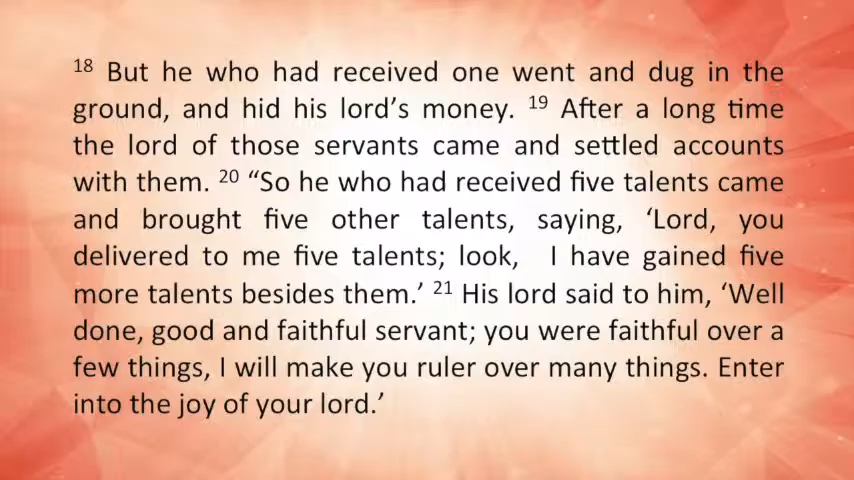 18 But he who had received one went and dug in the
ground, and hid his lord’s money. 19 After a long time
the lord of those servants came and settled accounts
with them. 20 “So he who had received five talents came
and brought five other talents, saying, ‘Lord, you
delivered to me five talents; look, I have gained five
more talents besides them.’ 21 His lord said to him, ‘Well
done, good and faithful servant; you were faithful over a
few things, I will make you ruler over many things. Enter
into the joy of your lord.’